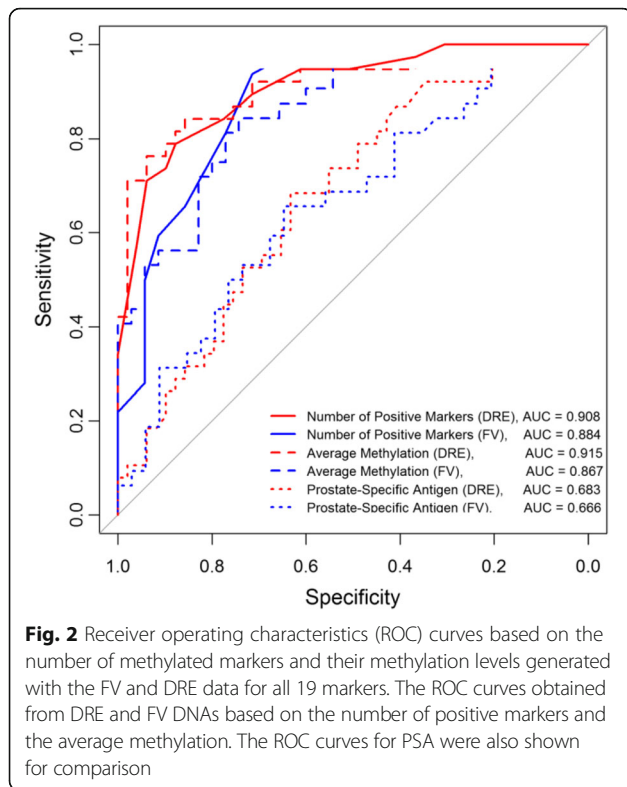 1.0
0.8
0.6
0.4
0.2
0.0
Sensitivity
Number of Positive Markers (DRE), AUC = 0.908
Number of Positive Markers (FV), AUC = 0.884
Average Methylation (DRE), AUC = 0.915
Average Methylation (FV), AUC = 0.867
Prostate-Specific Antigen (DRE), AUC = 0.683
Prostate-Specific Antigen (FV), AUC = 0.666
1.0 0.8 0.6 0.4 0.2 0.0
Specificity
Fig. 2 Receiver operating characteristics (ROC) curves based on the
number of methylated markers and their methylation levels generated
with the FV and DRE data for all 19 markers. The ROC curves obtained
from DRE and FV DNAs based on the number of positive markers and
the average methylation. The ROC curves for PSA were also shown
for comparison